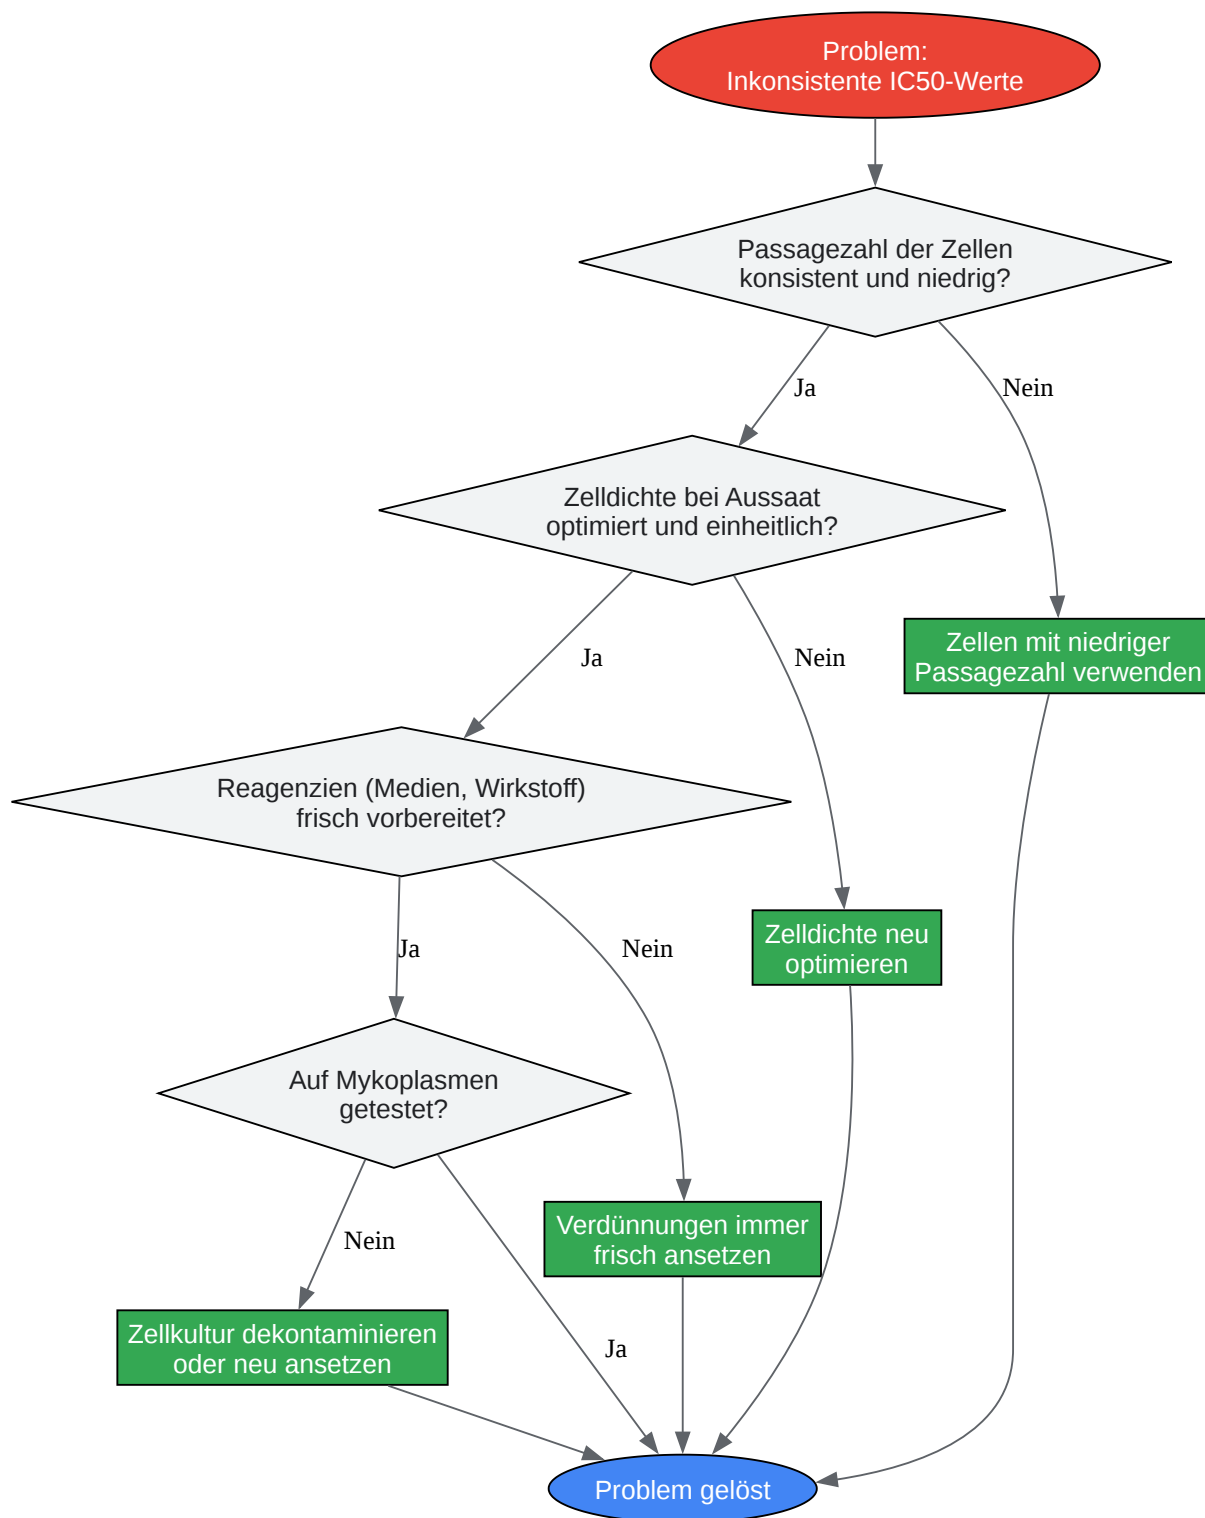 Problem:
Inkonsistente IC50-Werte
Passagezahl der Zellen
konsistent und niedrig?
Ja
Nein
Zelldichte bei Aussaat
optimiert und einheitlich?
Ja
Nein
Zellen mit niedriger
Passagezahl verwenden
Reagenzien (Medien, Wirkstoff)
frisch vorbereitet?
Ja
Nein
Zelldichte neu
optimieren
Auf Mykoplasmen
getestet?
Nein
Ja
Verdünnungen immer
frisch ansetzen
Zellkultur dekontaminieren
oder neu ansetzen
Problem gelöst